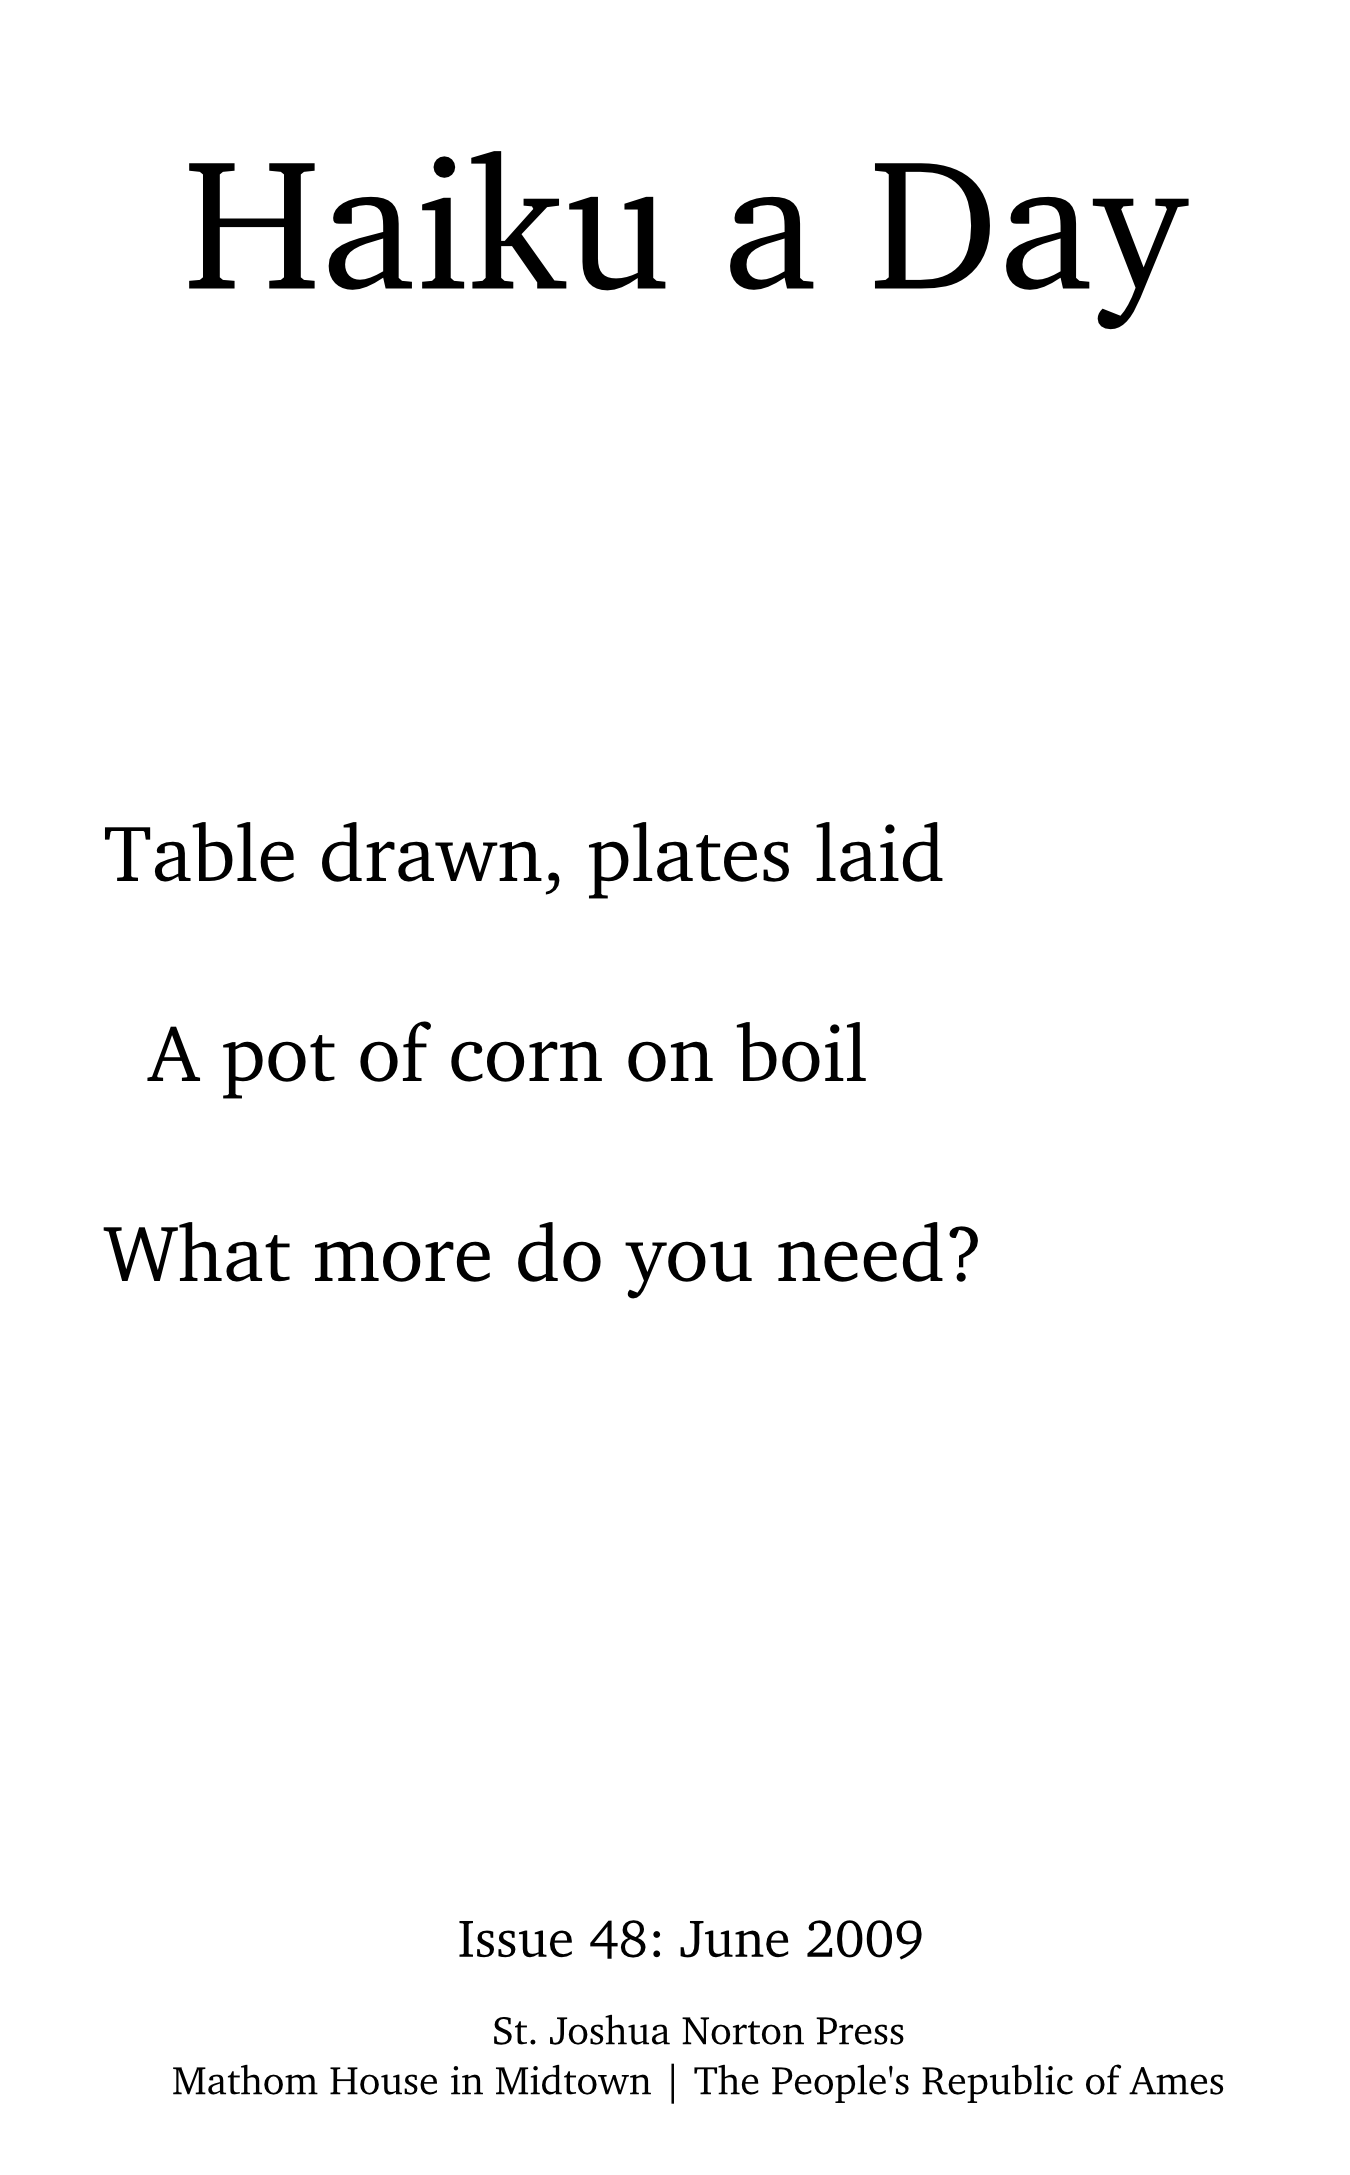 Haiku a Day
Table drawn, plates laid
A pot of corn on boil
What more do you need?
Issue 48: June 2009
St. Joshua Norton Press
Mathom House in Midtown | The People's Republic of Ames